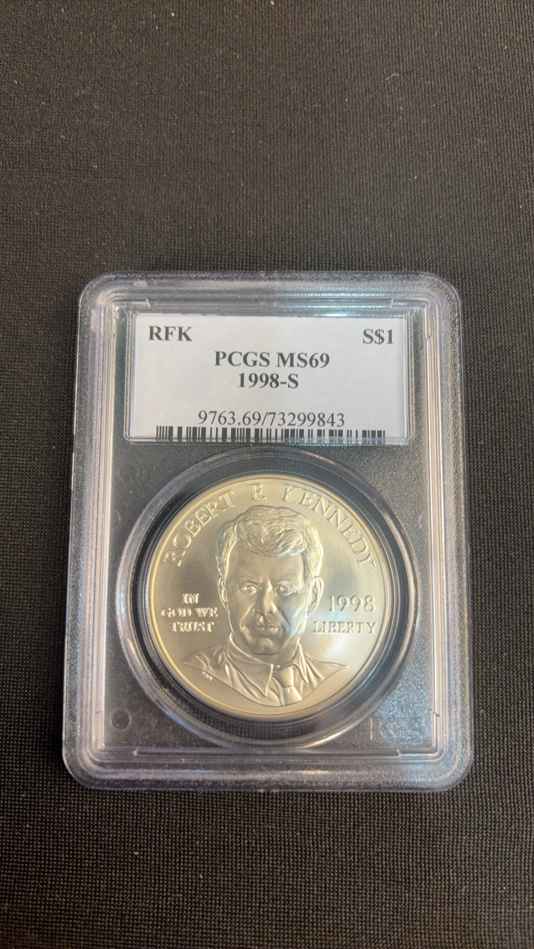 RFK S$1
PCGS MS69
1998-S
9763.69/73299843
ROBERT F. KENNEDY
IN
GOD WE
TRUST
1998
LIBERTY